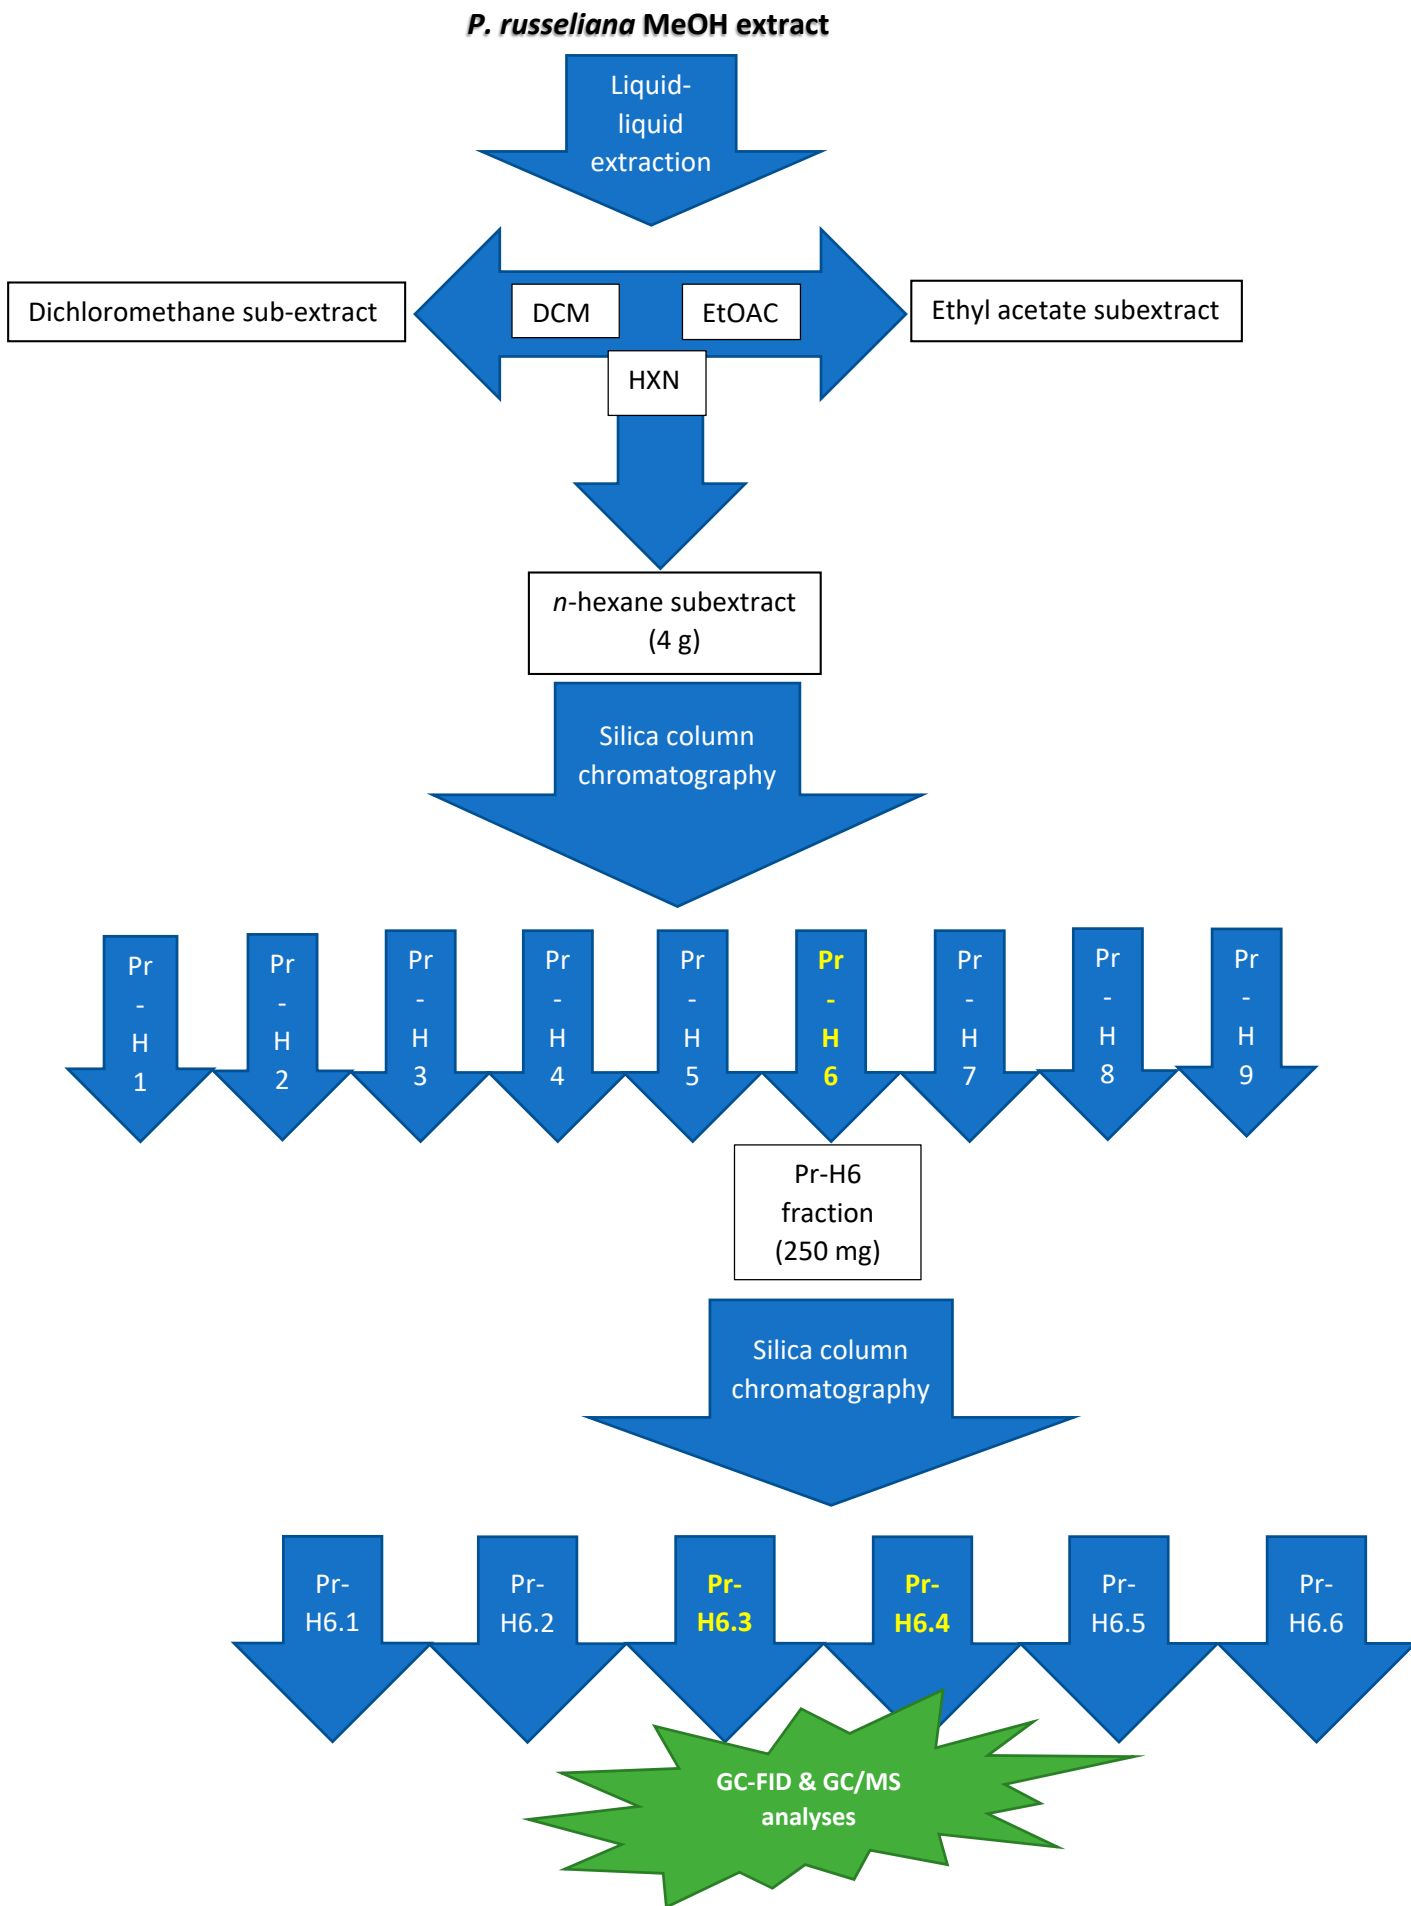 P. russeliana MeOH extract
Liquid-
liquid
extraction
Dichloromethane sub-extract
DCM
EtOAC
Ethyl acetate subextract
HXN
n-hexane subextract
(4 g)
Silica column
chromatography
Pr
-
H
1
Pr
-
H
2
Pr
-
H
3
Pr
-
H
4
Pr
-
H
5
Pr
-
H
6
Pr
-
H
7
Pr
-
H
8
Pr
-
H
9
Pr-H6
fraction
(250 mg)
Silica column
chromatography
Pr-
H6.1
Pr-
H6.2
Pr-
H6.3
Pr-
H6.4
Pr-
H6.5
Pr-
H6.6
GC-FID & GC/MS
analyses